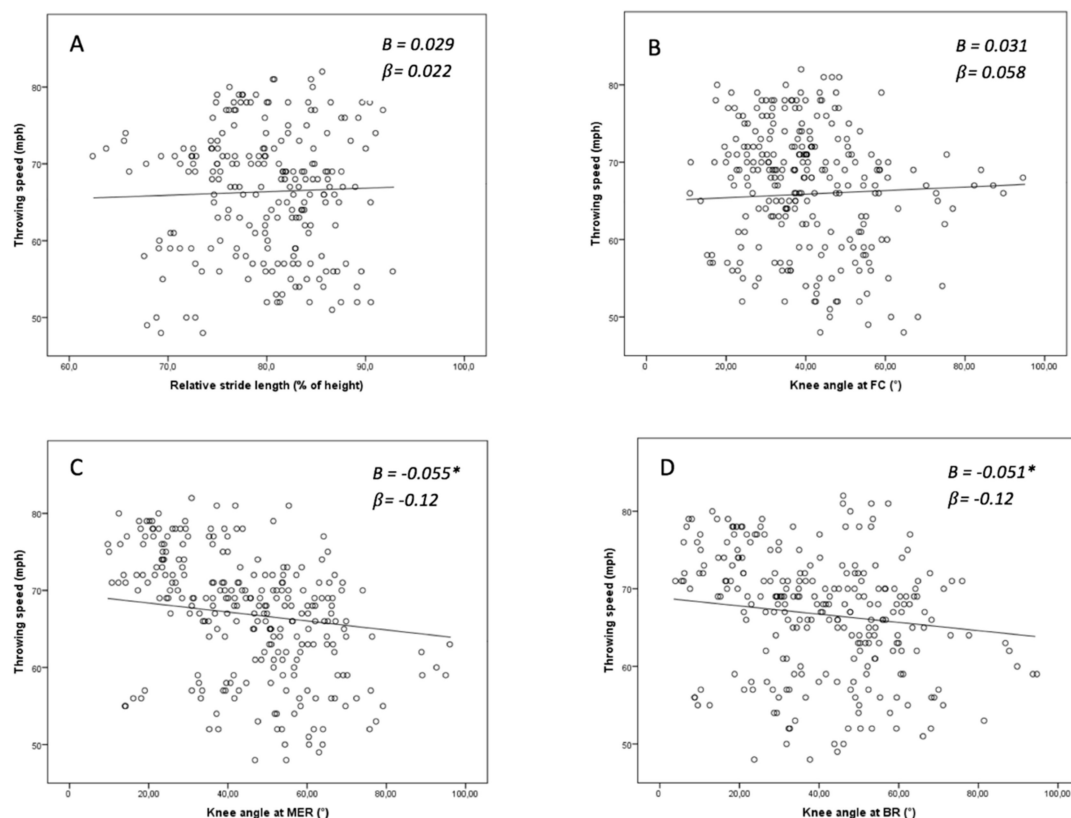 A
B = 0.029
β= 0.022
Throwing speed (mph)
80
70
60
50
60,0
70,0
80,0
90,0
100,0
Relative stride length (% of height)
B
B = 0.031
β= 0.058
Throwing speed (mph)
80
70
60
50
0
20,00
40,00
60,00
80,00
100,00
Knee angle at FC (°)
C
B = -0.055*
β= -0.12
Throwing speed (mph)
80
70
60
50
0
20,00
40,00
60,00
80,00
100,00
Knee angle at MER (°)
D
B = -0.051*
β= -0.12
Throwing speed (mph)
80
70
60
50
0
20,00
40,00
60,00
80,00
100,00
Knee angle at BR (°)